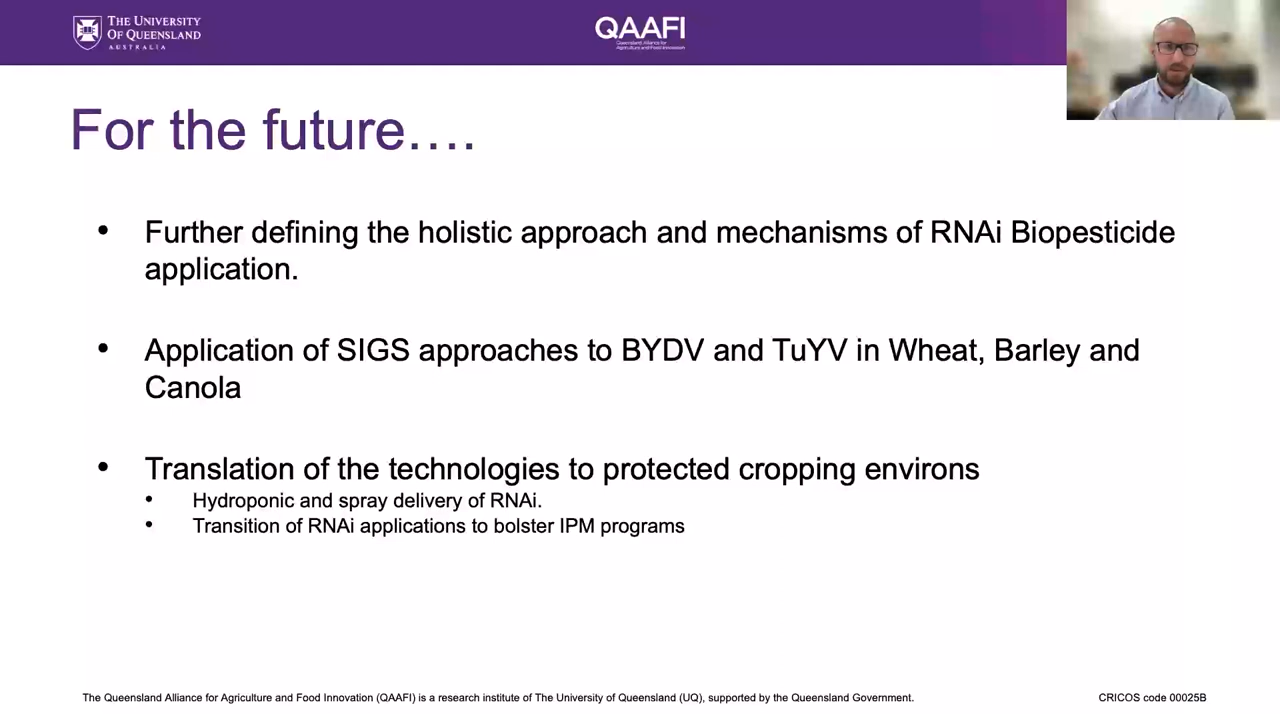 THE UNIVERSITY
OF QUEENSLAND
AUSTRALIA
QAAFI
Queensland Alliance for
Agriculture and Food Innovation
For the future….
• Further defining the holistic approach and mechanisms of RNAi Biopesticide
application.
• Application of SIGS approaches to BYDV and TuYV in Wheat, Barley and
Canola
• Translation of the technologies to protected cropping environs
• Hydroponic and spray delivery of RNAi.
• Transition of RNAi applications to bolster IPM programs
The Queensland Alliance for Agriculture and Food Innovation (QAAFI) is a research institute of The University of Queensland (UQ), supported by the Queensland Government.
CRICOS code 00025B